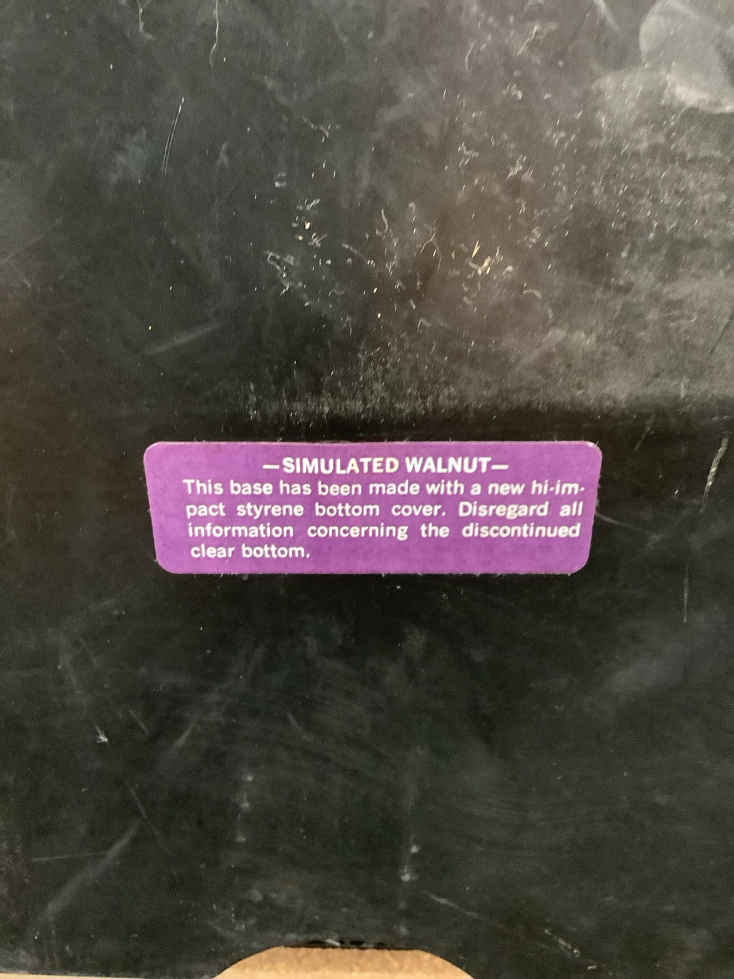 —SIMULATED WALNUT—
This base has been made with a new hi-im-
pact styrene bottom cover. Disregard all
information concerning the discontinued
clear bottom.